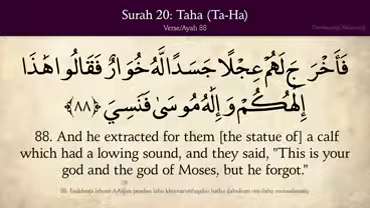 Surah 20: Taha (Ta-Ha)
Verse/Ayah 88
فَأَخْرَجَ لَهُمْ عِجْلًا جَسَدًا لَّهُ خُوَارٌ فَقَالُوا هَٰذَا
إِلَٰهُكُمْ وَإِلَٰهُ مُوسَىٰ فَنَسِيَ ﴿٨٨﴾
88. And he extracted for them [the statue of] a calf
which had a lowing sound, and they said, "This is your
god and the god of Moses, but he forgot."